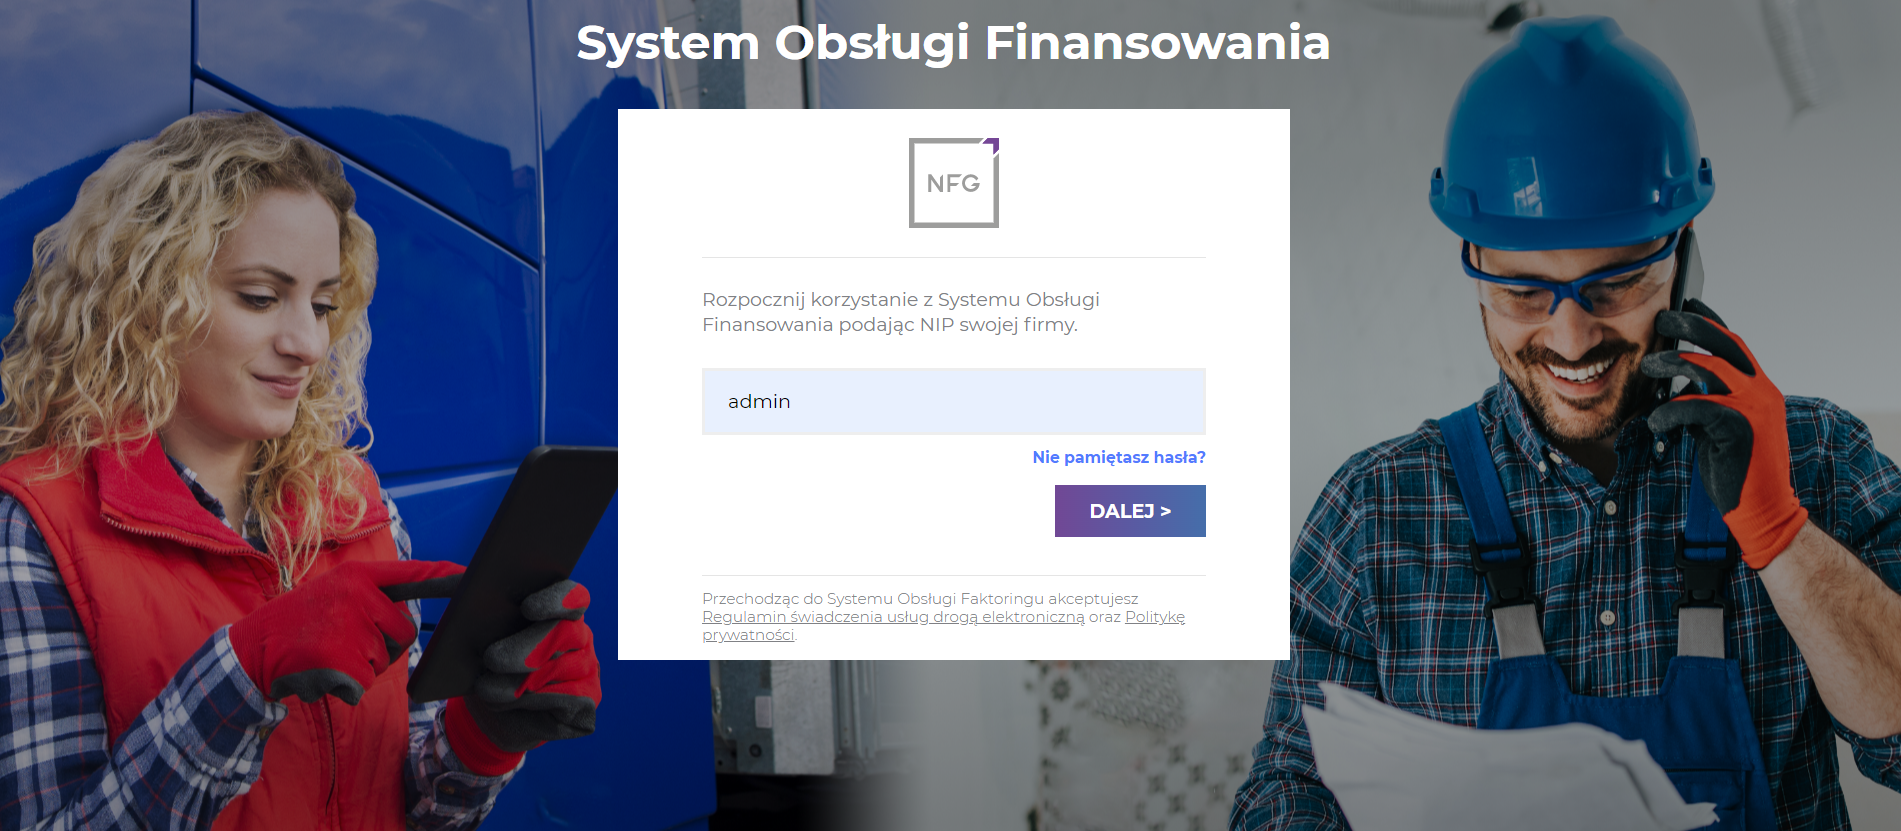 System Obsługi Finansowania
NFG
Rozpocznij korzystanie z Systemu Obsługi
Finansowania podając NIP swojej firmy.
admin
Nie pamiętasz hasła?
DALEJ >
Przechodząc do Systemu Obsługi Faktoringu akceptujesz
Regulamin świadczenia usług drogą elektroniczną oraz Politykę
prywatności.